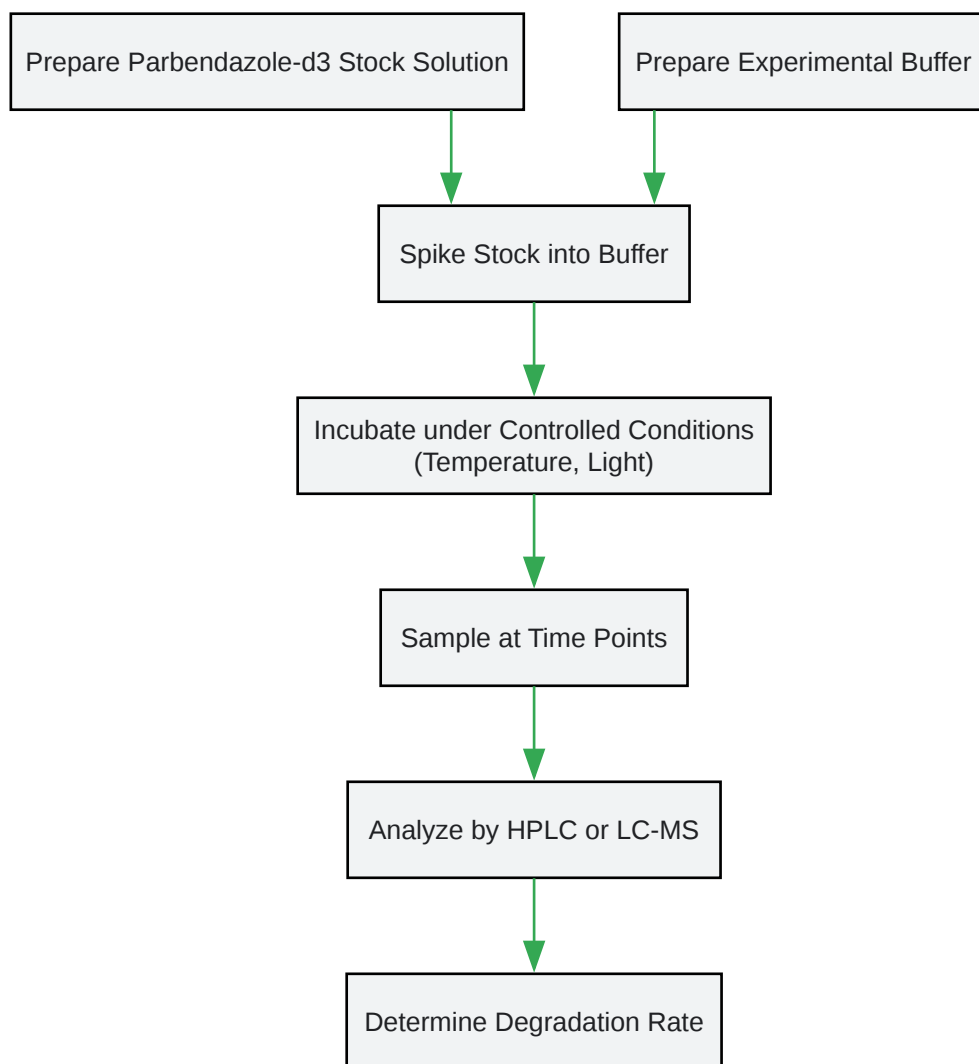 Prepare Parbendazole-d3 Stock Solution
Prepare Experimental Buffer
Spike Stock into Buffer
Incubate under Controlled Conditions
(Temperature, Light)
Sample at Time Points
Analyze by HPLC or LC-MS
Determine Degradation Rate